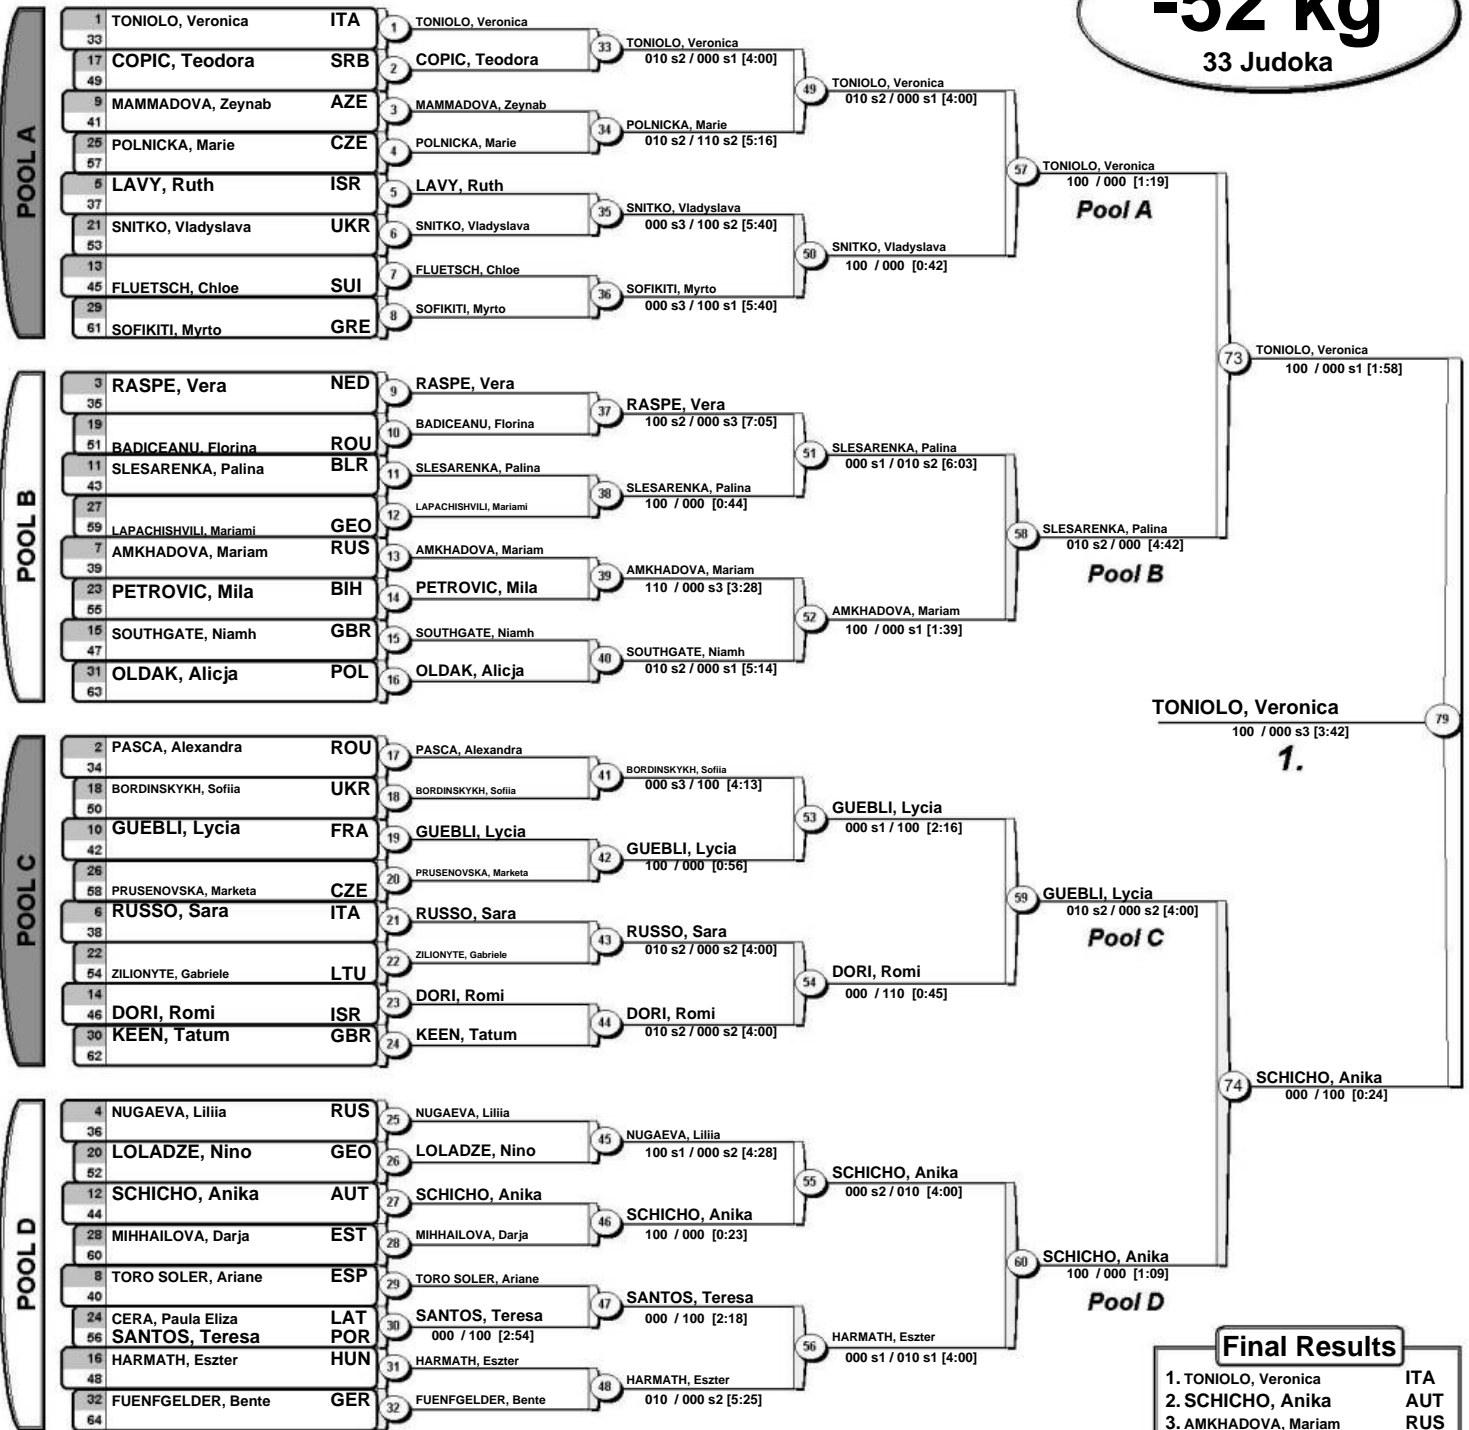 -52 kg
33 Judoka
POOL A
1 TONIOLO, Veronica ITA
33
17 COPIC, Teodora SRB
49
9 MAMMADOVA, Zeynab AZE
41
25 POLNICKA, Marie CZE
57
5 LAVY, Ruth ISR
37
21 SNITKO, Vladyslava UKR
53
13
45 FLUETSCH, Chloe SUI
29
61 SOFIKITI, Myrto GRE
1 TONIOLO, Veronica
2 COPIC, Teodora
3 MAMMADOVA, Zeynab
4 POLNICKA, Marie
5 LAVY, Ruth
6 SNITKO, Vladyslava
7 FLUETSCH, Chloe
8 SOFIKITI, Myrto
33 TONIOLO, Veronica
010 s2 / 000 s1 [4:00]
34 POLNICKA, Marie
010 s2 / 110 s2 [5:16]
35 SNITKO, Vladyslava
000 s3 / 100 s2 [5:40]
36 SOFIKITI, Myrto
000 s3 / 100 s1 [5:40]
49 TONIOLO, Veronica
010 s2 / 000 s1 [4:00]
50 SNITKO, Vladyslava
100 / 000 [0:42]
57 TONIOLO, Veronica
100 / 000 [1:19]
Pool A
POOL B
3 RASPE, Vera NED
35
19
51 BADICEANU, Florina ROU
11 SLESARENKA, Palina BLR
43
27
59 LAPACHISHVILI, Mariami GEO
7 AMKHADOVA, Mariam RUS
39
23 PETROVIC, Mila BIH
55
15 SOUTHGATE, Niamh GBR
47
31 OLDAK, Alicja POL
63
9 RASPE, Vera
10 BADICEANU, Florina
11 SLESARENKA, Palina
12 LAPACHISHVILI, Mariami
13 AMKHADOVA, Mariam
14 PETROVIC, Mila
15 SOUTHGATE, Niamh
16 OLDAK, Alicja
37 RASPE, Vera
100 s2 / 000 s3 [7:05]
38 SLESARENKA, Palina
100 / 000 [0:44]
39 AMKHADOVA, Mariam
110 / 000 s3 [3:28]
40 SOUTHGATE, Niamh
010 s2 / 000 s1 [5:14]
51 SLESARENKA, Palina
000 s1 / 010 s2 [6:03]
52 AMKHADOVA, Mariam
100 / 000 s1 [1:39]
58 SLESARENKA, Palina
010 s2 / 000 [4:42]
Pool B
73 TONIOLO, Veronica
100 / 000 s1 [1:58]
TONIOLO, Veronica 79
100 / 000 s3 [3:42]
1.
POOL C
2 PASCA, Alexandra ROU
34
18 BORDINSKYKH, Sofiia UKR
50
10 GUEBLI, Lycia FRA
42
26
58 PRUSENOVSKA, Marketa CZE
6 RUSSO, Sara ITA
38
22
54 ZILIONYTE, Gabriele LTU
14
46 DORI, Romi ISR
30 KEEN, Tatum GBR
62
17 PASCA, Alexandra
18 BORDINSKYKH, Sofiia
19 GUEBLI, Lycia
20 PRUSENOVSKA, Marketa
21 RUSSO, Sara
22 ZILIONYTE, Gabriele
23 DORI, Romi
24 KEEN, Tatum
41 BORDINSKYKH, Sofiia
000 s3 / 100 [4:13]
42 GUEBLI, Lycia
100 / 000 [0:56]
43 RUSSO, Sara
010 s2 / 000 s2 [4:00]
44 DORI, Romi
010 s2 / 000 s2 [4:00]
53 GUEBLI, Lycia
000 s1 / 100 [2:16]
54 DORI, Romi
000 / 110 [0:45]
59 GUEBLI, Lycia
010 s2 / 000 s2 [4:00]
Pool C
POOL D
4 NUGAEVA, Liliia RUS
36
20 LOLADZE, Nino GEO
52
12 SCHICHO, Anika AUT
44
28 MIHHAILOVA, Darja EST
60
8 TORO SOLER, Ariane ESP
40
24 CERA, Paula Eliza LAT
56 SANTOS, Teresa POR
16 HARMATH, Eszter HUN
48
32 FUENFGELDER, Bente GER
64
25 NUGAEVA, Liliia
26 LOLADZE, Nino
27 SCHICHO, Anika
28 MIHHAILOVA, Darja
29 TORO SOLER, Ariane
30 SANTOS, Teresa
000 / 100 [2:54]
31 HARMATH, Eszter
32 FUENFGELDER, Bente
45 NUGAEVA, Liliia
100 s1 / 000 s2 [4:28]
46 SCHICHO, Anika
100 / 000 [0:23]
47 SANTOS, Teresa
000 / 100 [2:18]
48 HARMATH, Eszter
010 / 000 s2 [5:25]
55 SCHICHO, Anika
000 s2 / 010 [4:00]
56 HARMATH, Eszter
000 s1 / 010 s1 [4:00]
60 SCHICHO, Anika
100 / 000 [1:09]
Pool D
74 SCHICHO, Anika
000 / 100 [0:24]
Final Results
1. TONIOLO, Veronica ITA
2. SCHICHO, Anika AUT
3. AMKHADOVA, Mariam RUS